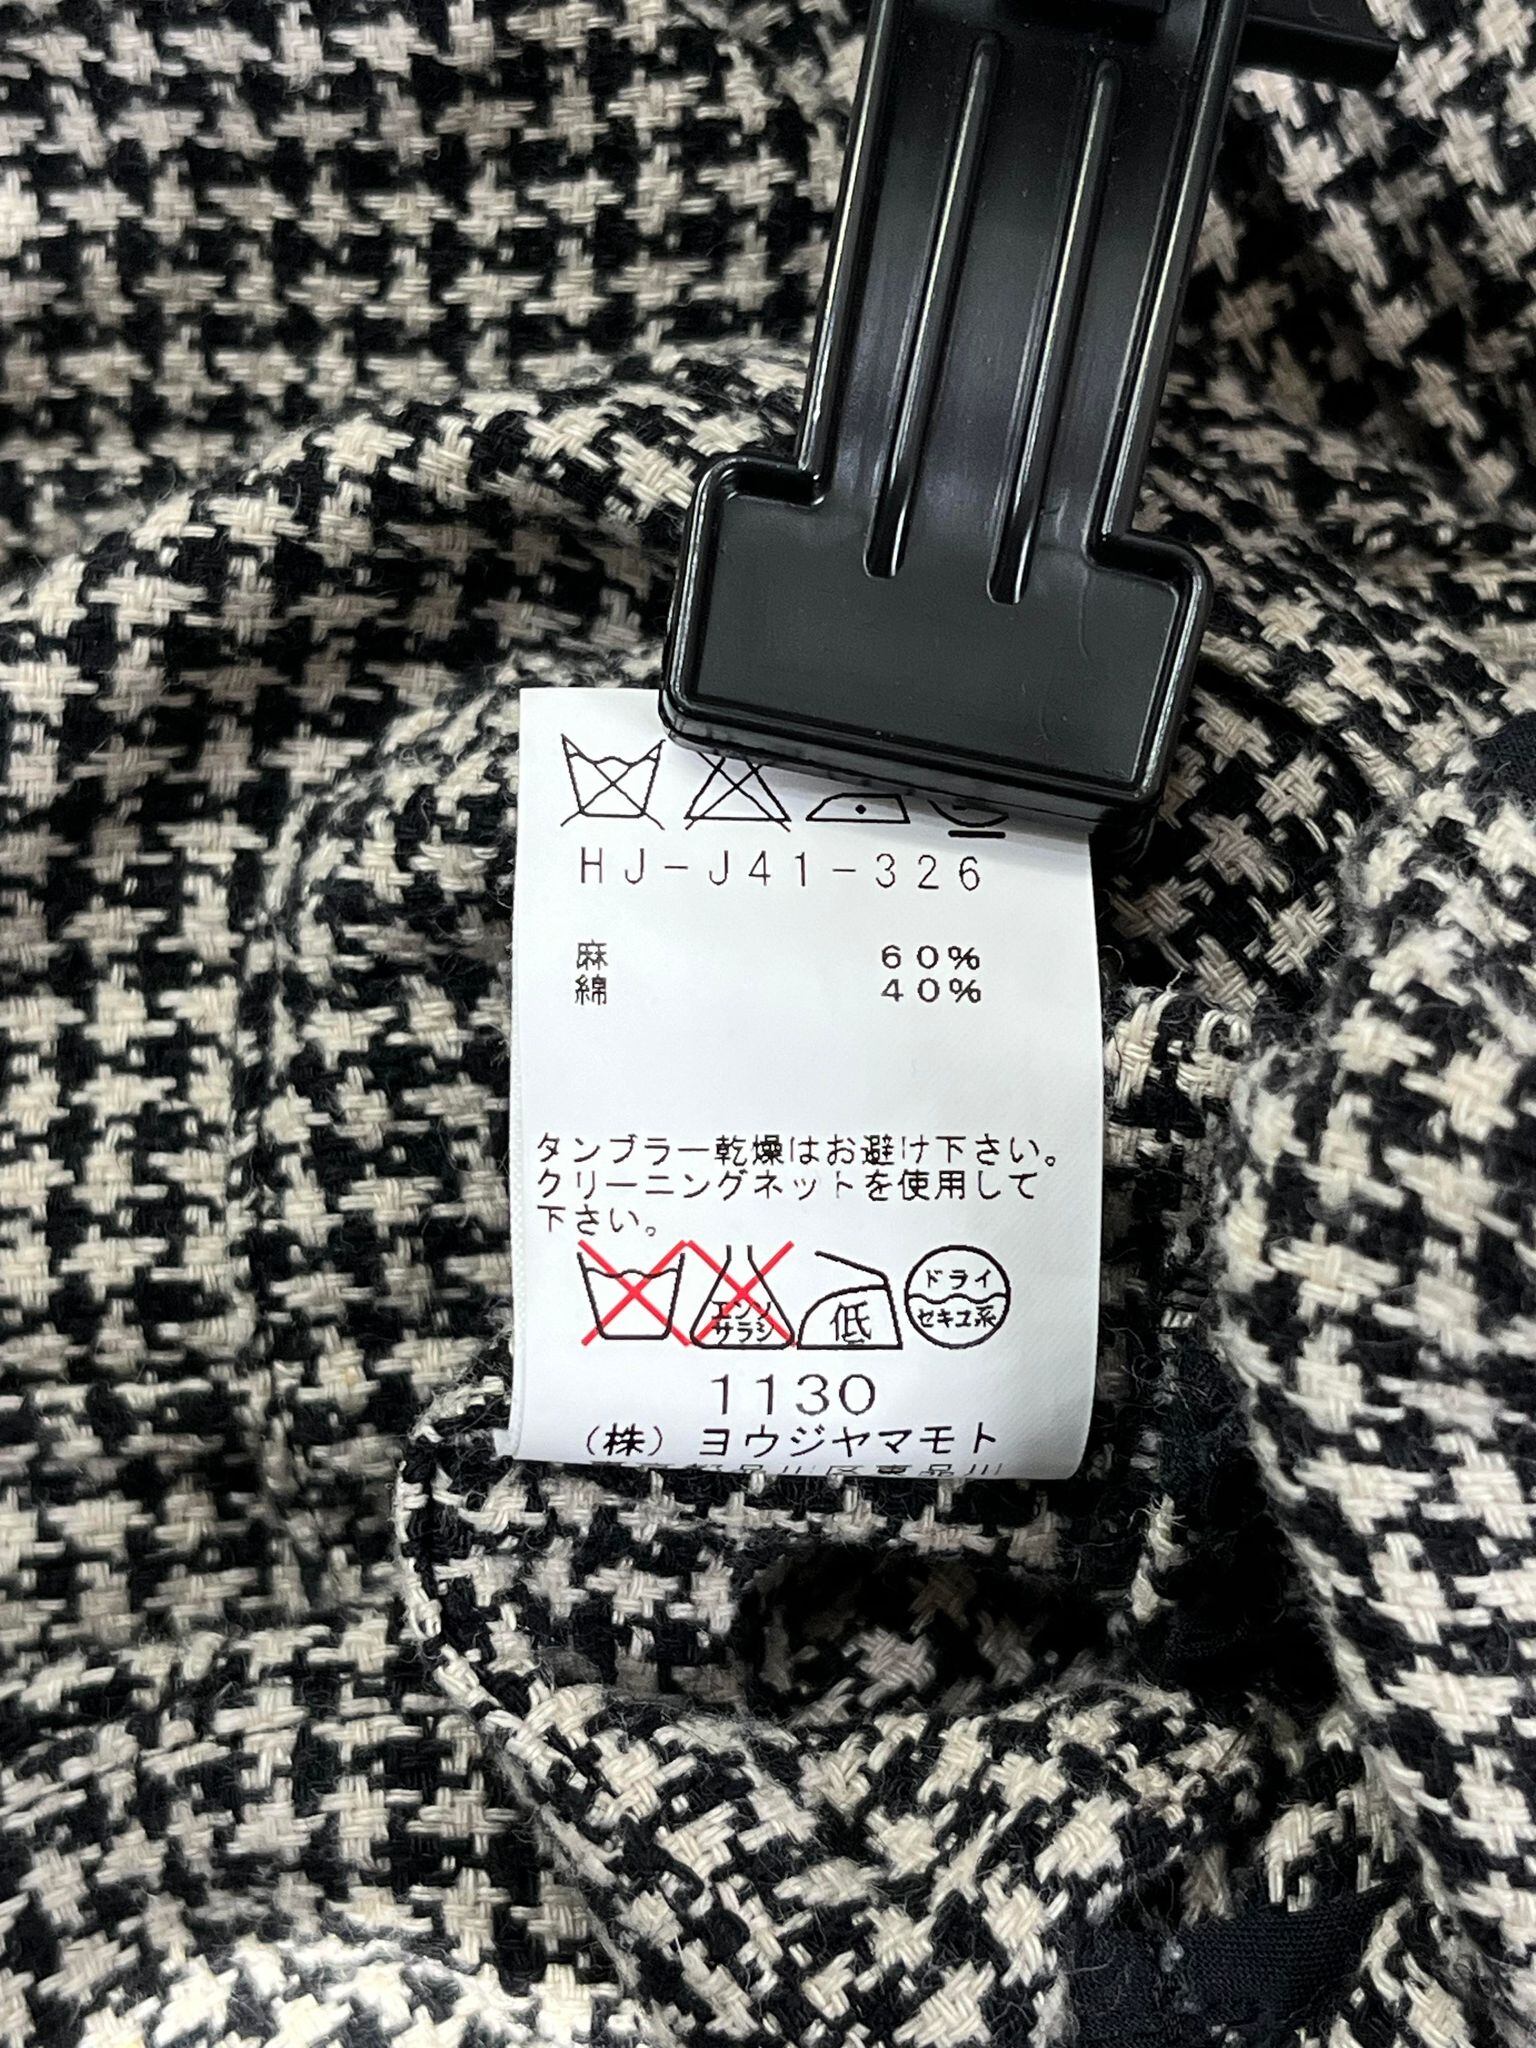 HJ-J41-326
麻 60%
綿 40%
タンブラー乾燥はお避け下さい。
クリーニングネットを使用して
下さい。
エンソ
サラシ
低
ドライ
セキユ系
1130
(株)ヨウジヤマモト